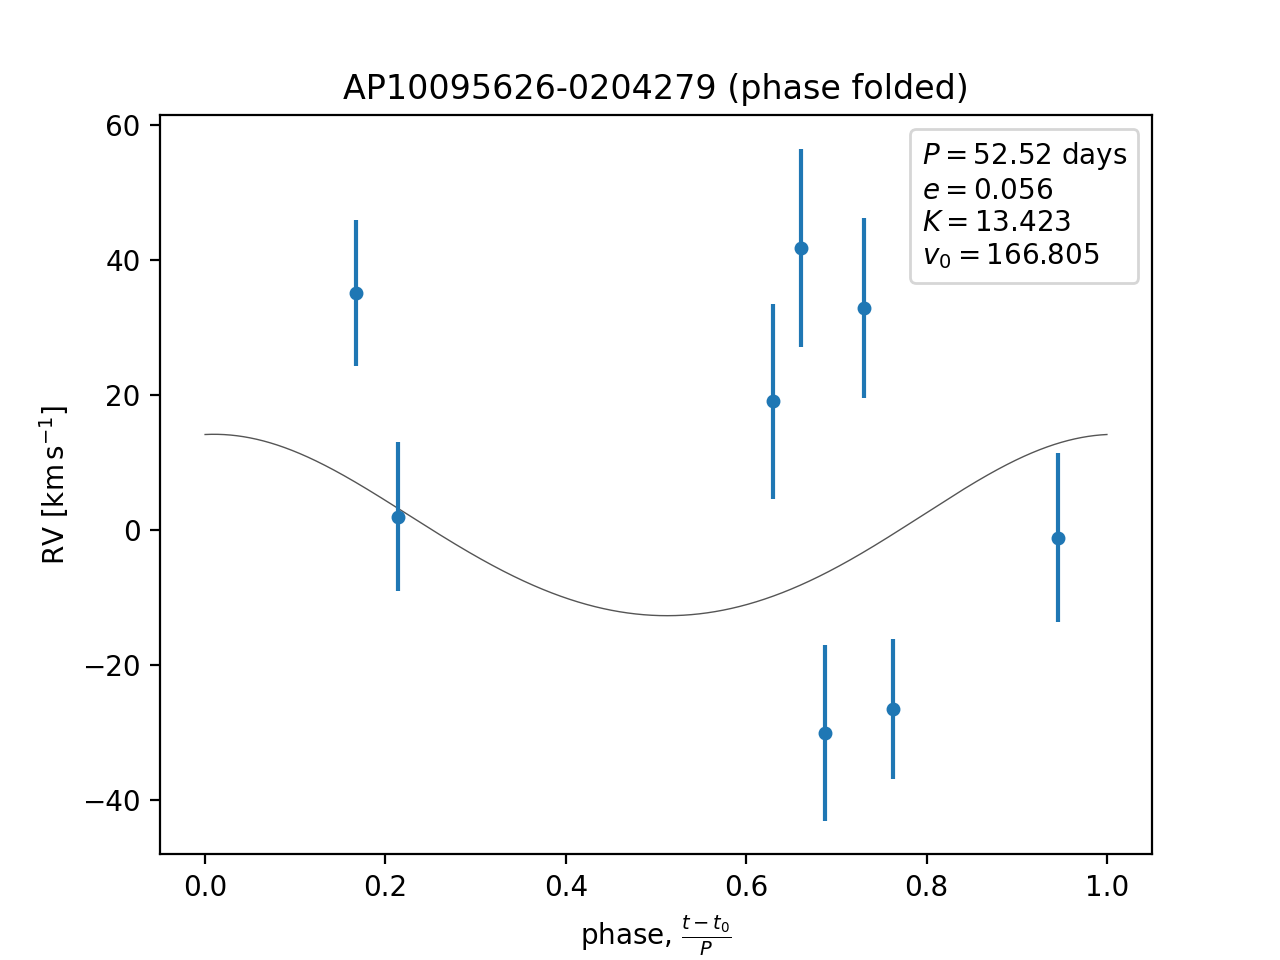 AP10095626-0204279 (phase folded)
P = 52.52 days
e = 0.056
K = 13.423
v₀ = 166.805
60
40
20
0
−20
−40
RV [km s⁻¹]
0.0 0.2 0.4 0.6 0.8 1.0
phase, (t − t₀)/P